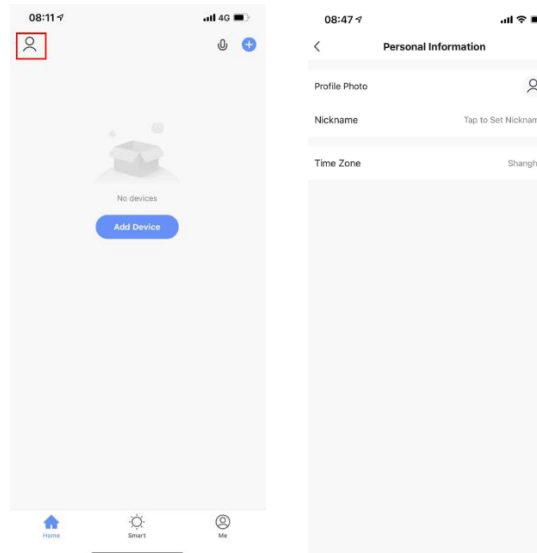 08:11
4G
No devices
Add Device
Home
Smart
Me
08:47
Personal Information
Profile Photo
Nickname
Tap to Set Nicknam
Time Zone
Shangh